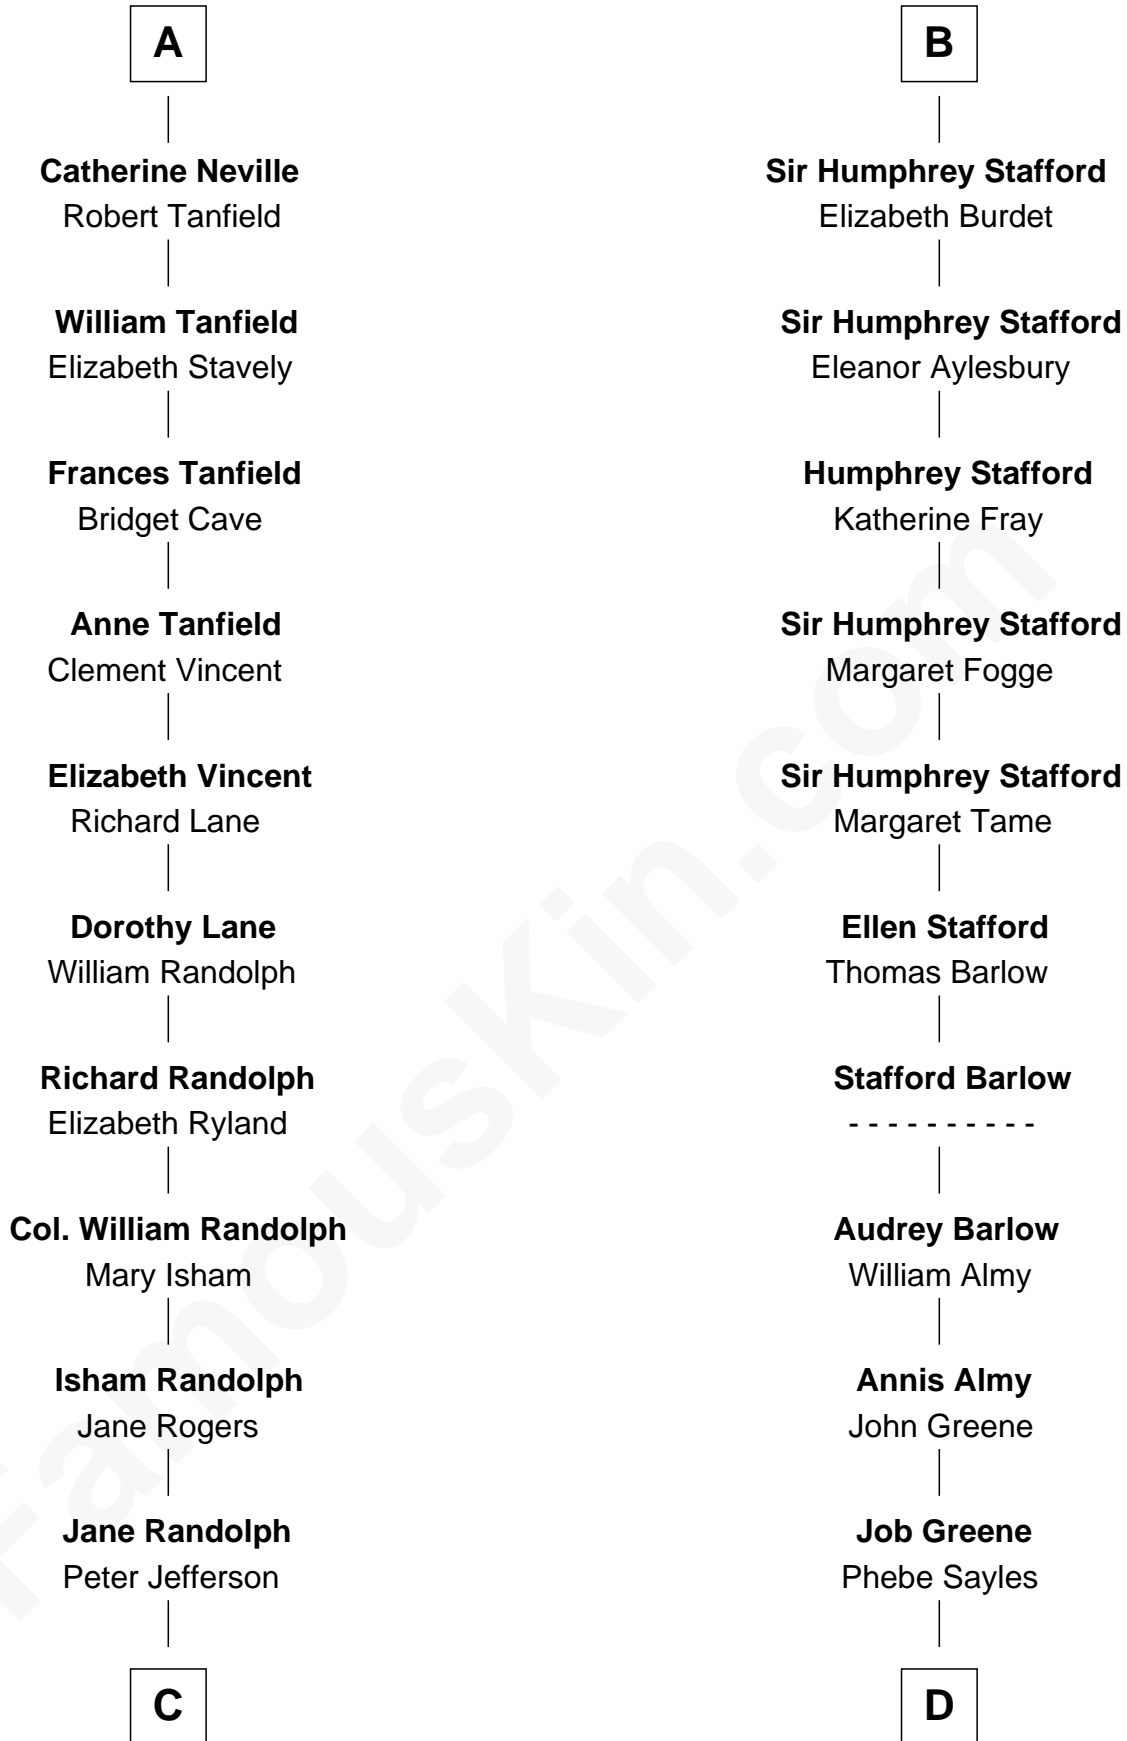 A
Catherine Neville
Robert Tanfield
William Tanfield
Elizabeth Stavely
Frances Tanfield
Bridget Cave
Anne Tanfield
Clement Vincent
Elizabeth Vincent
Richard Lane
Dorothy Lane
William Randolph
Richard Randolph
Elizabeth Ryland
Col. William Randolph
Mary Isham
Isham Randolph
Jane Rogers
Jane Randolph
Peter Jefferson
C
B
Sir Humphrey Stafford
Elizabeth Burdet
Sir Humphrey Stafford
Eleanor Aylesbury
Humphrey Stafford
Katherine Fray
Sir Humphrey Stafford
Margaret Fogge
Sir Humphrey Stafford
Margaret Tame
Ellen Stafford
Thomas Barlow
Stafford Barlow
- - - - - - - - - -
Audrey Barlow
William Almy
Annis Almy
John Greene
Job Greene
Phebe Sayles
D
FamousKin.com